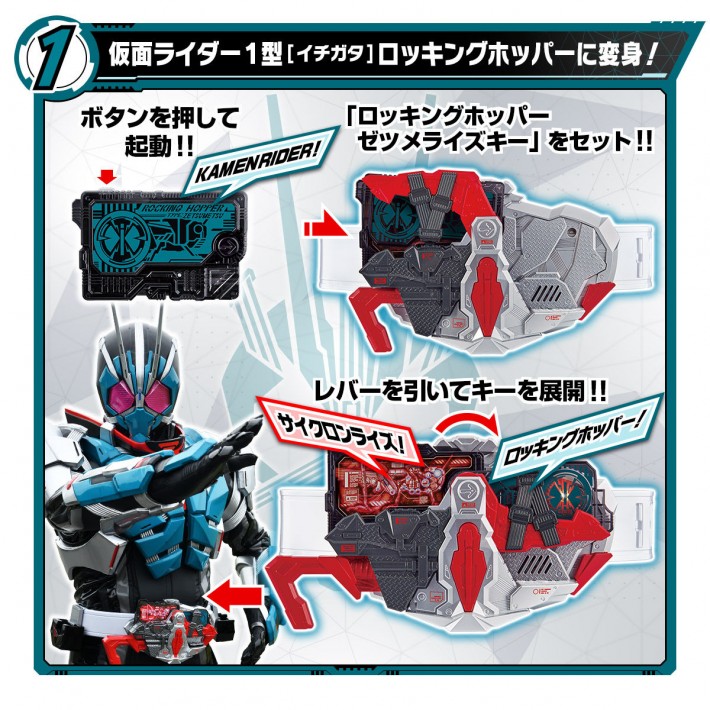 1
仮面ライダー1型[イチガタ]ロッキングホッパーに変身!
ボタンを押して
起動!!
KAMENRIDER!
ROCKING HOPPER
TYPE:ZETSUMETSU
「ロッキングホッパー
ゼツメライズキー」をセット!!
レバーを引いてキーを展開!!
サイクロンライズ!
ロッキングホッパー!